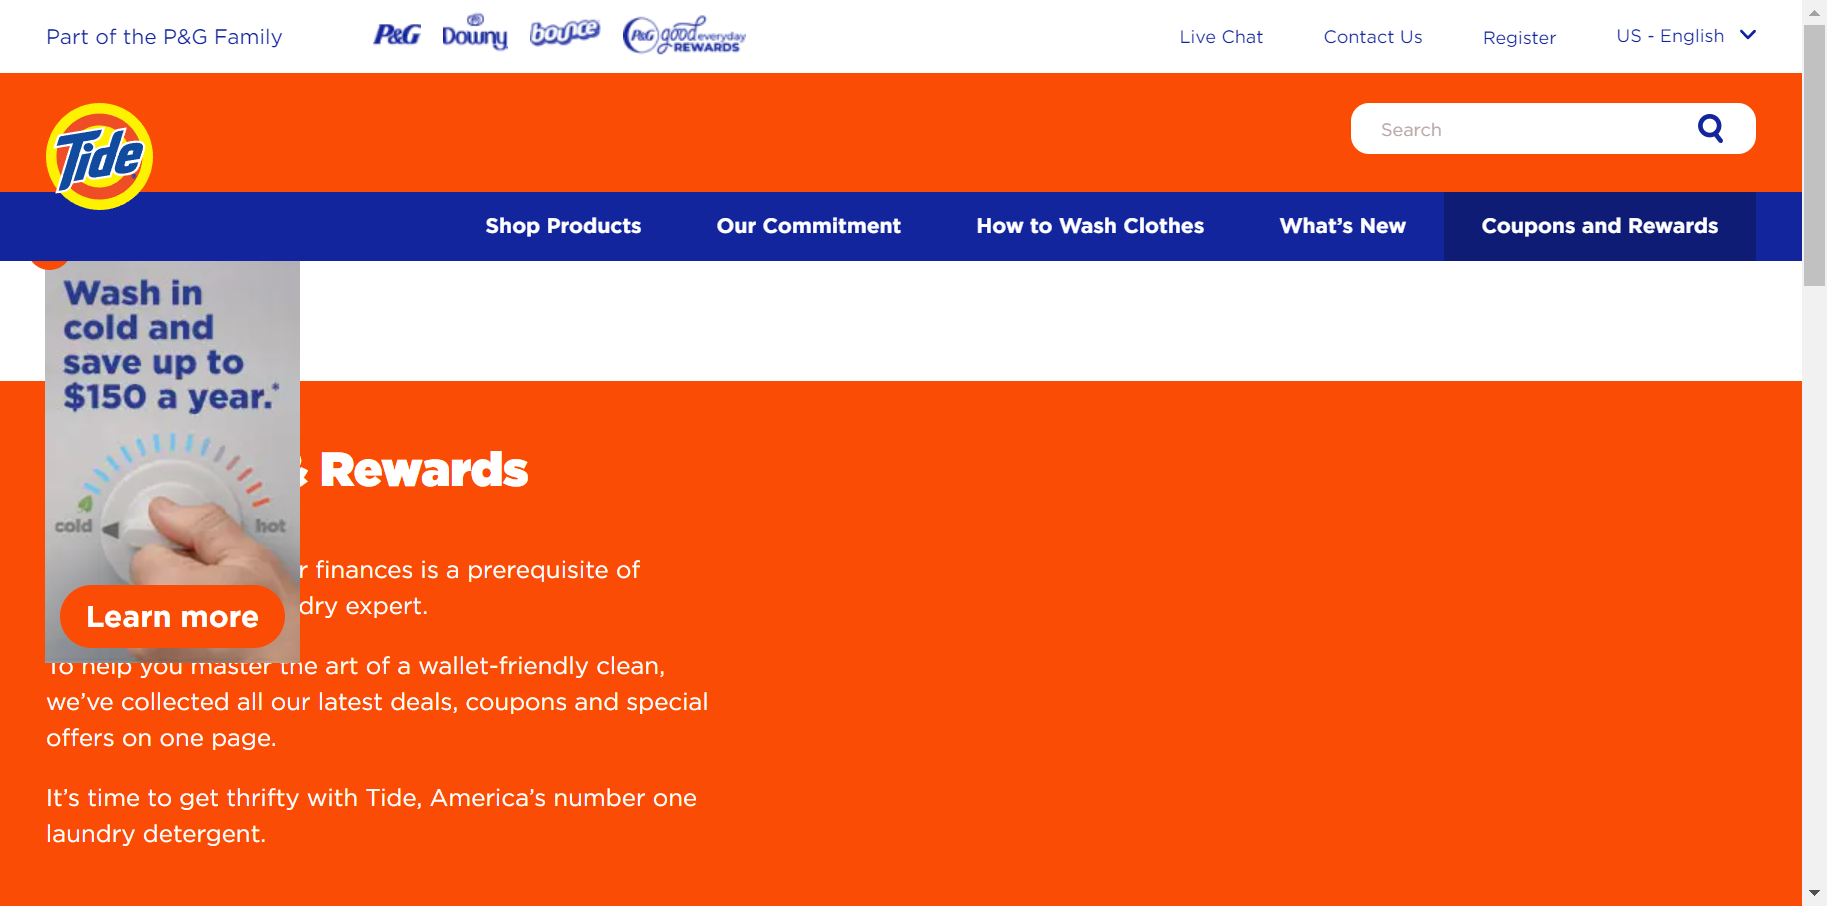 Part of the P&G Family
P&G
Downy
bounce
P&G good everyday REWARDS
Live Chat
Contact Us
Register
US - English
Tide
Search
Shop Products
Our Commitment
How to Wash Clothes
What's New
Coupons and Rewards
Wash in
cold and
save up to
$150 a year.*
cold
hot
Learn more
& Rewards
r finances is a prerequisite of
dry expert.
To help you master the art of a wallet-friendly clean,
we've collected all our latest deals, coupons and special
offers on one page.
It's time to get thrifty with Tide, America's number one
laundry detergent.